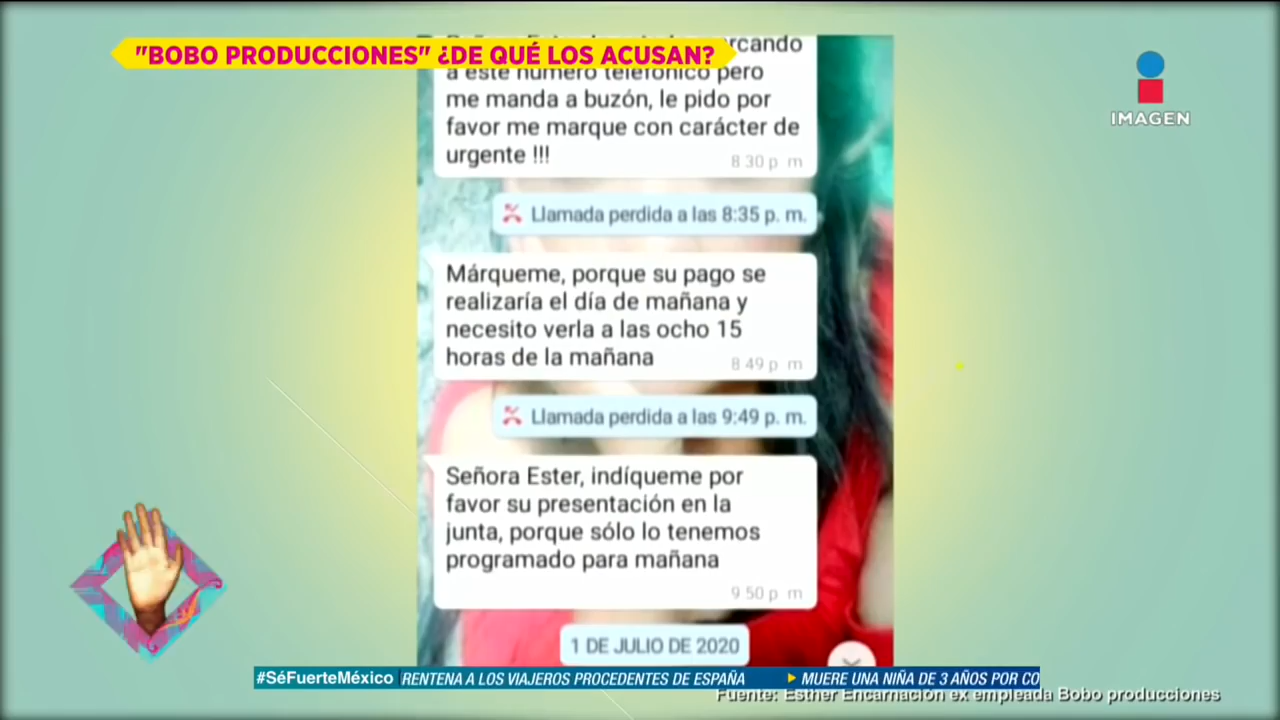 "BOBO PRODUCCIONES" ¿DE QUÉ LOS ACUSAN?
IMAGEN
a este número telefónico pero
me manda a buzón, le pido por
favor me marque con carácter de
urgente !!!
8 30 p m
Llamada perdida a las 8:35 p. m.
Márqueme, porque su pago se
realizaría el día de mañana y
necesito verla a las ocho 15
horas de la mañana
8 49 p m
Llamada perdida a las 9:49 p. m.
Señora Ester, indíqueme por
favor su presentación en la
junta, porque sólo lo tenemos
programado para mañana
9 50 p m
1 DE JULIO DE 2020
#SéFuerteMéxico RENTENA A LOS VIAJEROS PROCEDENTES DE ESPAÑA MUERE UNA NIÑA DE 3 AÑOS POR CO
Fuente: Esther Encarnación ex empleada Bobo producciones